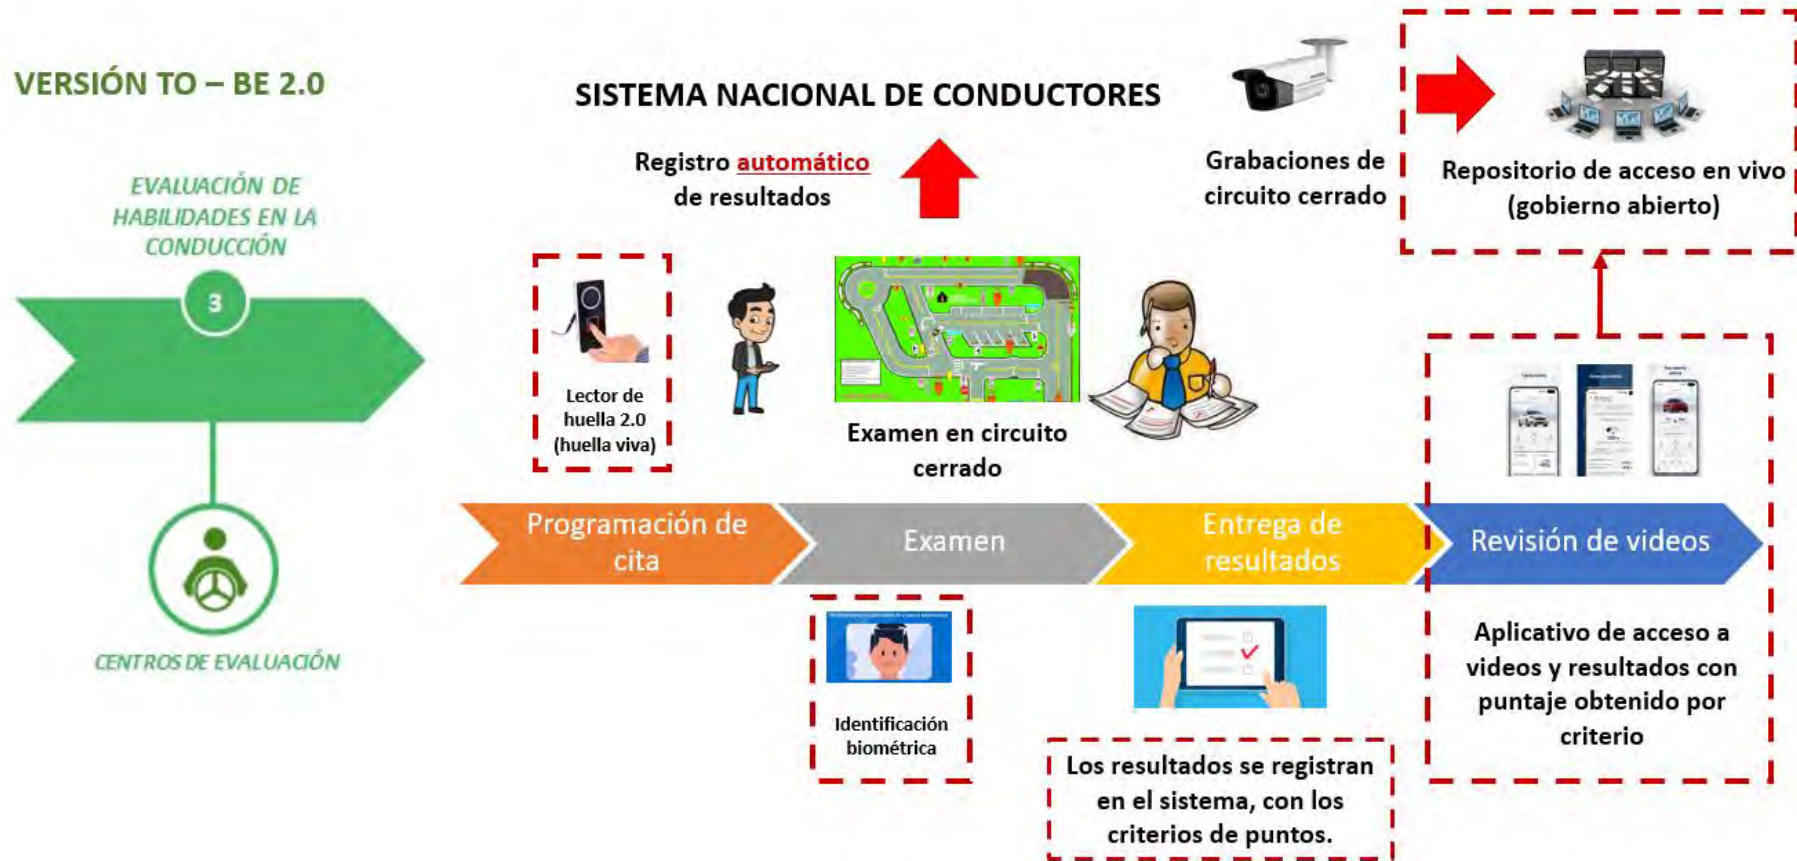 VERSIÓN TO – BE 2.0
EVALUACIÓN DE
HABILIDADES EN LA
CONDUCCIÓN
3
CENTROS DE EVALUACIÓN
SISTEMA NACIONAL DE CONDUCTORES
Registro automático
de resultados
Grabaciones de
circuito cerrado
Repositorio de acceso en vivo
(gobierno abierto)
Lector de
huella 2.0
(huella viva)
Examen en circuito
cerrado
Programación de
cita
Examen
Entrega de
resultados
Revisión de videos
Identificación
biométrica
Los resultados se registran
en el sistema, con los
criterios de puntos.
Aplicativo de acceso a
videos y resultados con
puntaje obtenido por
criterio